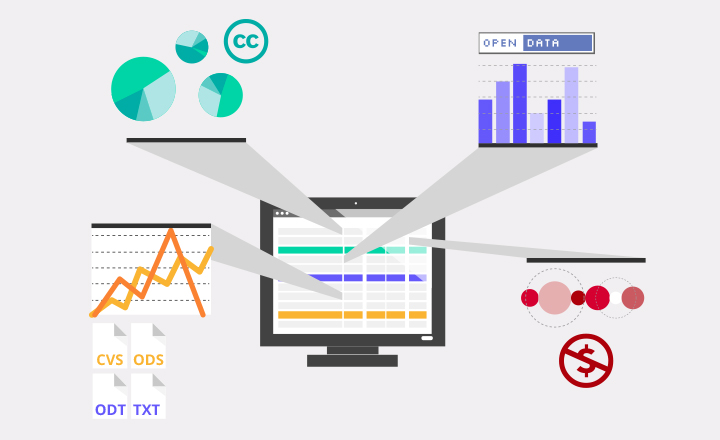 CC
OPEN DATA
CVS ODS
ODT TXT
$